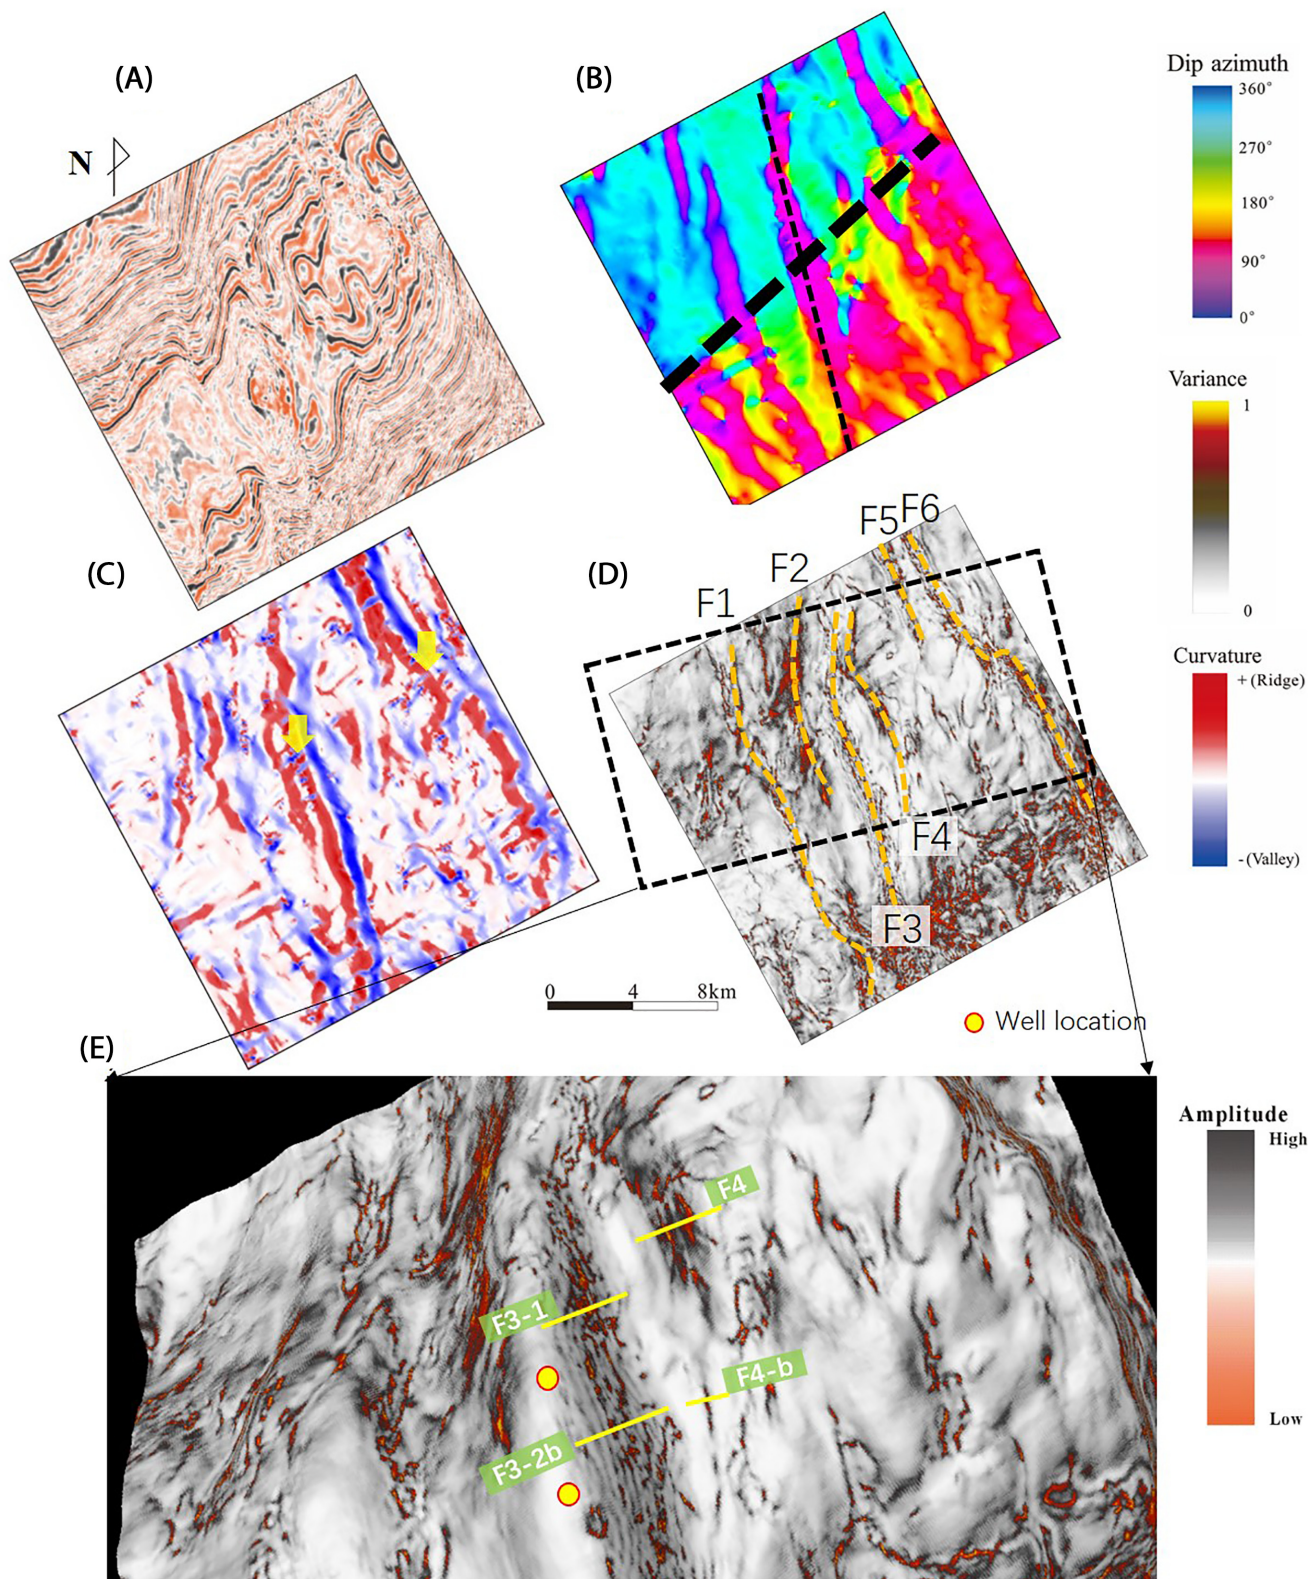 (A)
N
(B)
Dip azimuth
360°
270°
180°
90°
0°
Variance
1
0
(C)
(D)
F1
F2
F5
F6
F4
F3
Curvature
+ (Ridge)
- (Valley)
0
4
8km
Well location
(E)
F4
F3-1
F4-b
F3-2b
Amplitude
High
Low